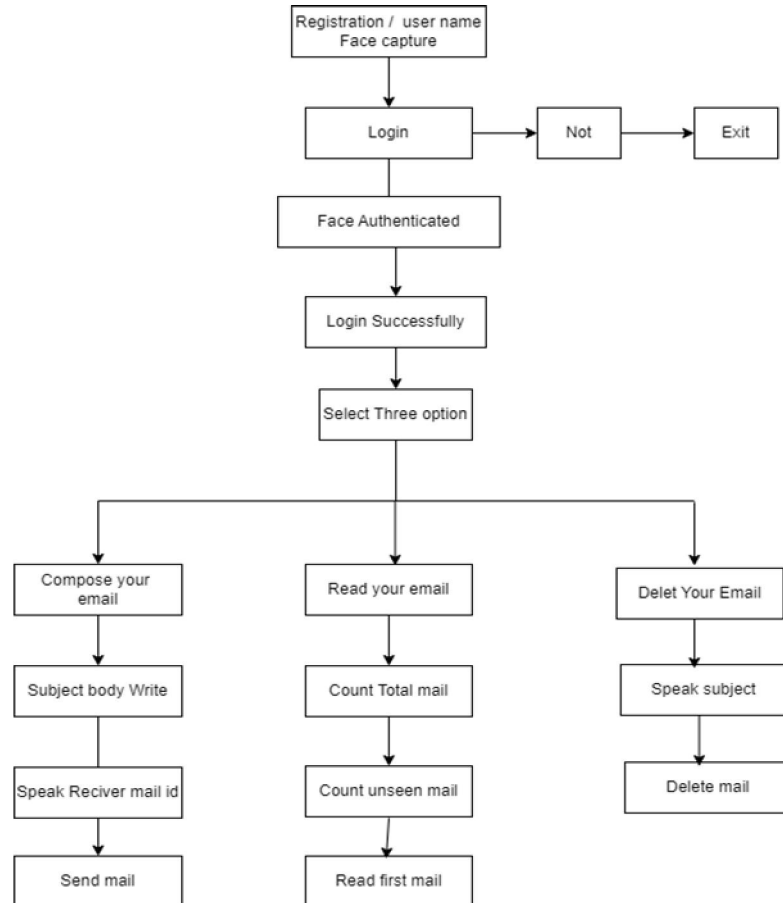 Registration / user name
Face capture
Login
Not
Exit
Face Authenticated
Login Successfully
Select Three option
Compose your
email
Read your email
Delet Your Email
Subject body Write
Count Total mail
Speak subject
Speak Reciver mail id
Count unseen mail
Delete mail
Send mail
Read first mail